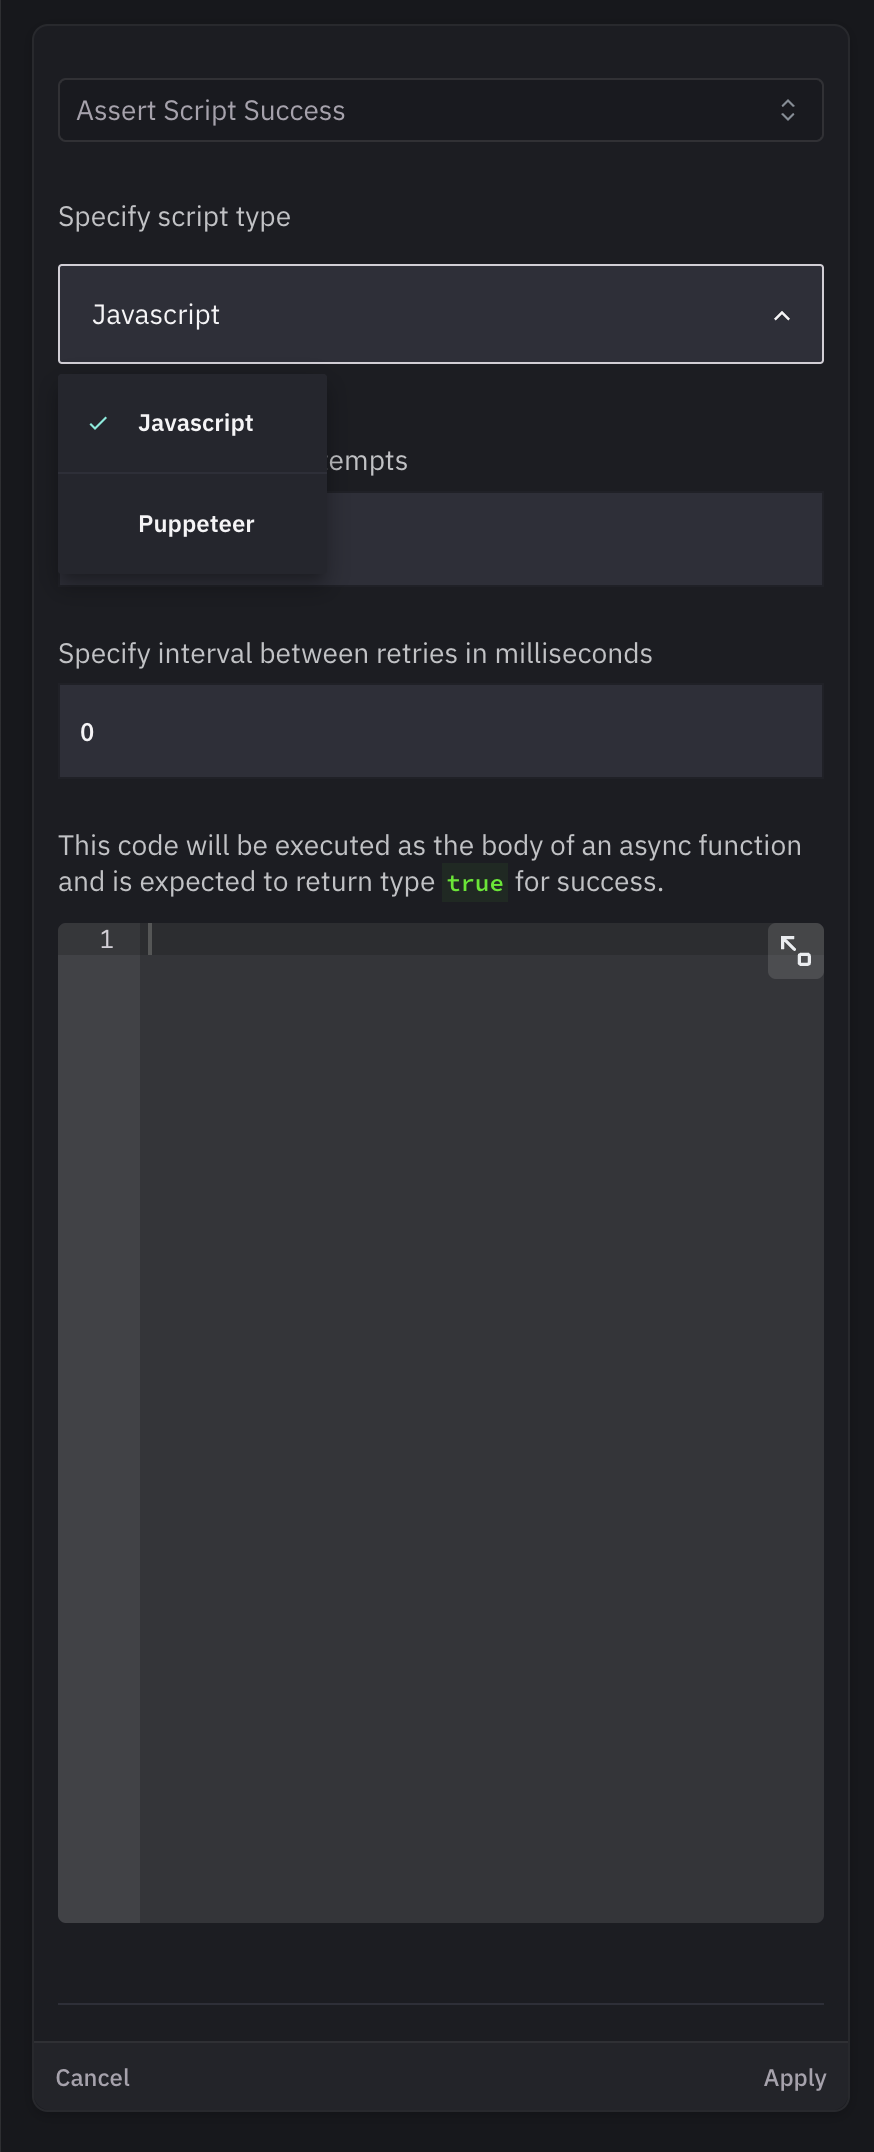 Assert Script Success
Specify script type
Javascript
Javascript
Puppeteer
Specify interval between retries in milliseconds
0
This code will be executed as the body of an async function
and is expected to return type true for success.
1
Cancel
Apply